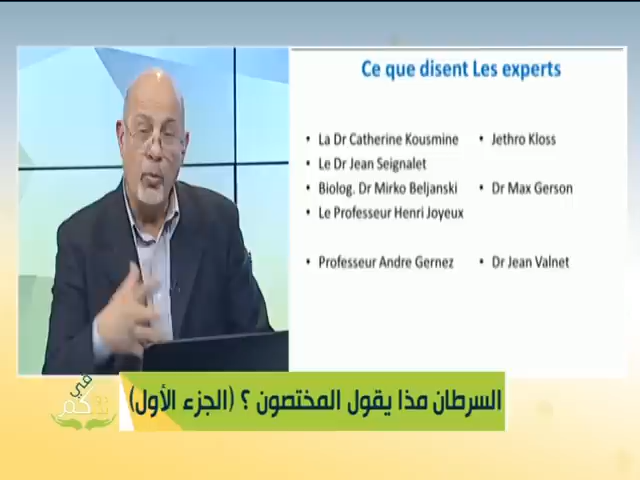 Ce que disent Les experts
• La Dr Catherine Kousmine
• Jethro Kloss
• Le Dr Jean Seignalet
• Biolog. Dr Mirko Beljanski
• Dr Max Gerson
• Le Professeur Henri Joyeux
• Professeur Andre Gernez
• Dr Jean Valnet
السرطان مذا يقول المختصون ؟ (الجزء الأول)
في